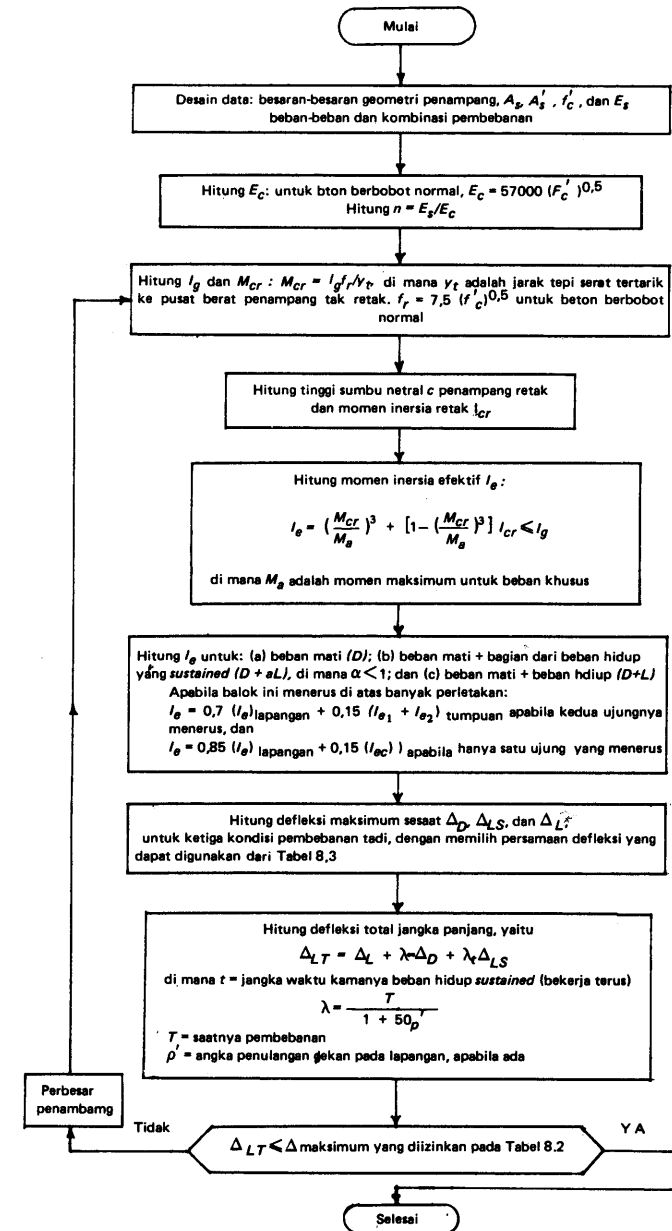 Mulai
Desain data: besaran-besaran geometri penampang, A_s, A_s', f_c', dan E_s
beban-beban dan kombinasi pembebanan
Hitung E_c: untuk bton berbobot normal, E_c = 57000 (F_c')^0,5
Hitung n = E_s/E_c
Hitung I_g dan M_cr : M_cr = I_g f_r/y_t, di mana y_t adalah jarak tepi serat tertarik
ke pusat berat penampang tak retak. f_r = 7,5 (f_c')^0,5 untuk beton berbobot
normal
Hitung tinggi sumbu netral c penampang retak
dan momen inersia retak I_cr
Hitung momen inersia efektif I_e :
I_e = (M_cr/M_a)^3 + [1-(M_cr/M_a)^3] I_cr ≤ I_g
di mana M_a adalah momen maksimum untuk beban khusus
Hitung I_e untuk: (a) beban mati (D); (b) beban mati + bagian dari beban hidup
yang sustained (D + aL), di mana α < 1; dan (c) beban mati + beban hdiup (D+L)
Apabila balok ini menerus di atas banyak perletakan:
I_e = 0,7 (I_e)lapangan + 0,15 (I_e1 + I_e2) tumpuan apabila kedua ujungnya
menerus, dan
I_e = 0,85 (I_e) lapangan + 0,15 (I_ec) ) apabila hanya satu ujung yang menerus
Hitung defleksi maksimum sesaat Δ_D, Δ_LS, dan Δ_L,
untuk ketiga kondisi pembebanan tadi, dengan memilih persamaan defleksi yang
dapat digunakan dari Tabel 8,3
Hitung defleksi total jangka panjang, yaitu
Δ_LT = Δ_L + λ∞Δ_D + λ_tΔ_LS
di mana t = jangka waktu kamanya beban hidup sustained (bekerja terus)
λ = T / (1 + 50ρ')
T = saatnya pembebanan
ρ' = angka penulangan tekan pada lapangan, apabila ada
Perbesar
penambamg
Tidak
Δ_LT ≤ Δ maksimum yang diizinkan pada Tabel 8.2
Y A
Selesai